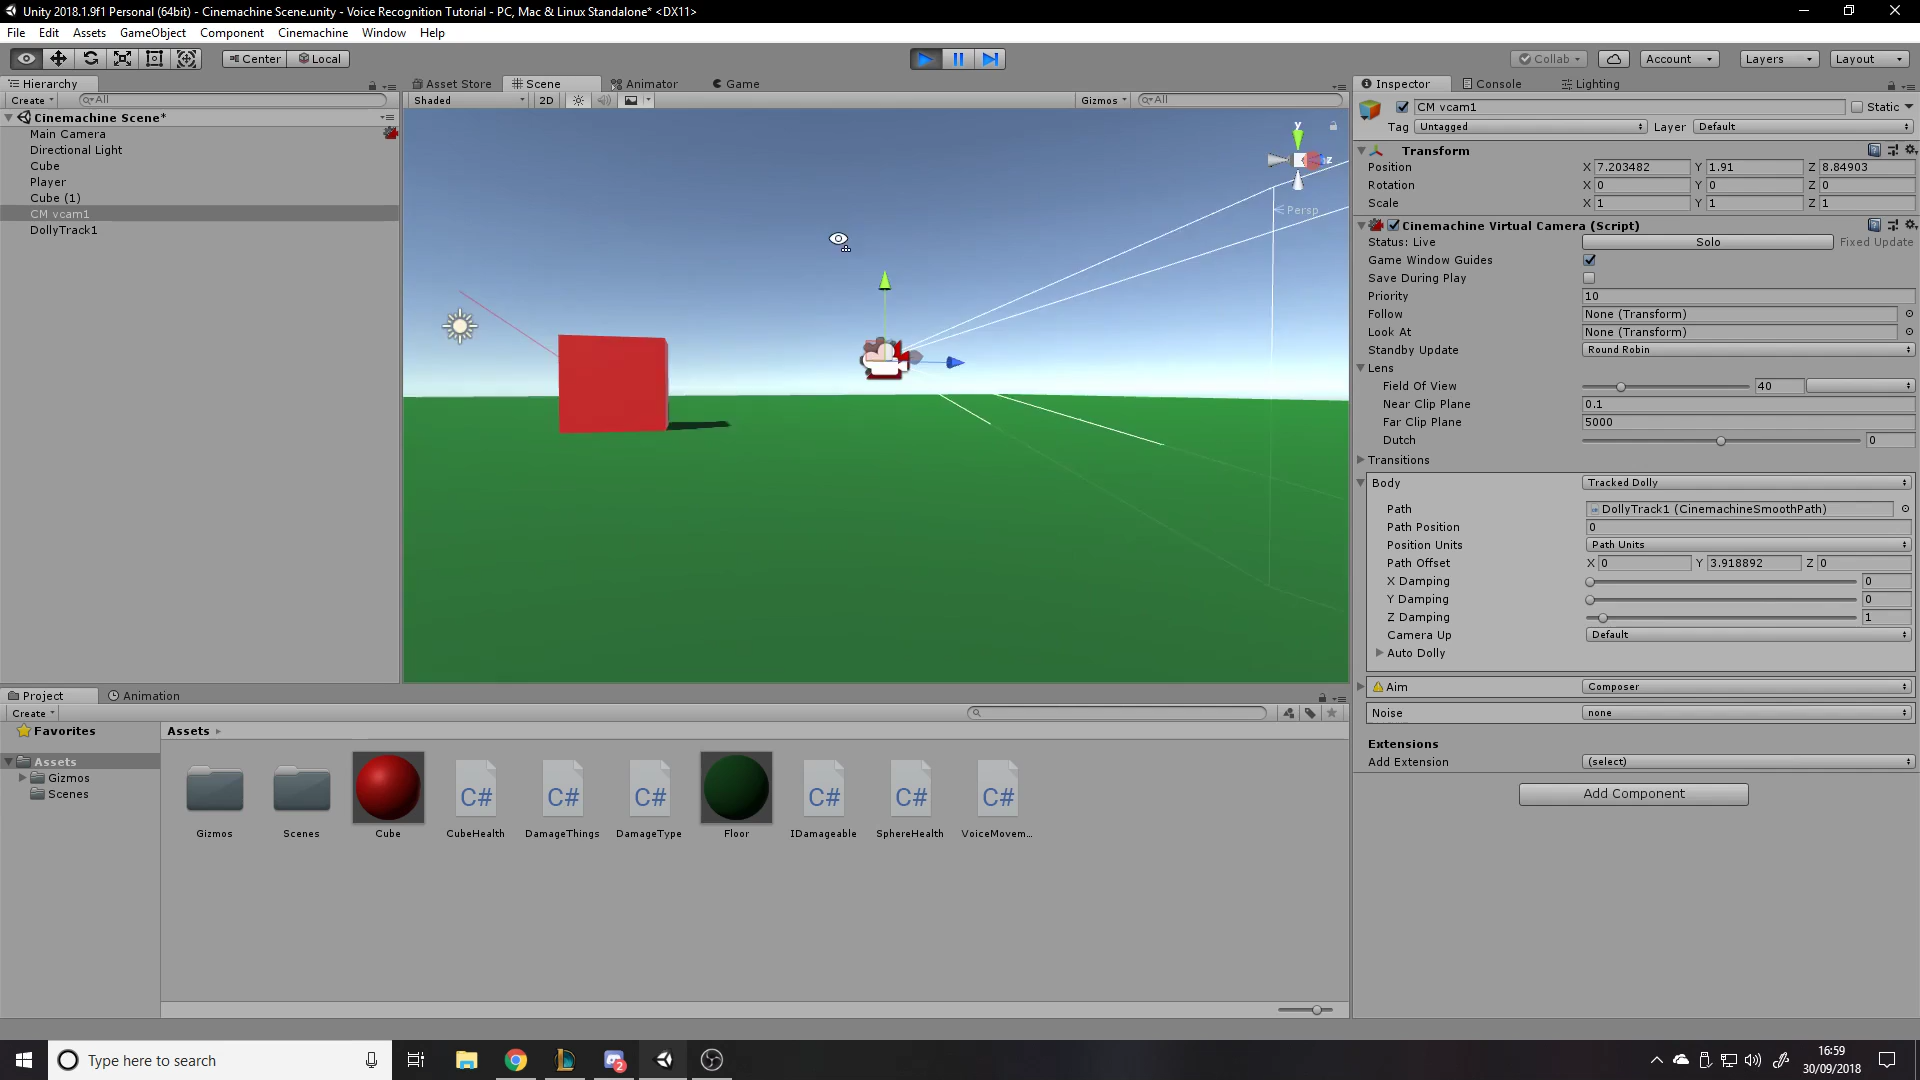 Unity 2018.1.9f1 Personal (64bit) - Cinemachine Scene.unity - Voice Recognition Tutorial - PC, Mac & Linux Standalone* <DX11>
File Edit Assets GameObject Component Cinemachine Window Help
Center Local Collab Account Layers Layout
Hierarchy
Create All
Cinemachine Scene*
Main Camera
Directional Light
Cube
Player
Cube (1)
CM vcam1
DollyTrack1
Asset Store Scene Animator Game
Shaded 2D Gizmos All
y
z
Persp
Inspector Console Lighting
CM vcam1 Static
Tag Untagged Layer Default
Transform
Position X 7.203482 Y 1.91 Z 8.84903
Rotation X 0 Y 0 Z 0
Scale X 1 Y 1 Z 1
Cinemachine Virtual Camera (Script)
Status: Live Solo Fixed Update
Game Window Guides
Save During Play
Priority 10
Follow None (Transform)
Look At None (Transform)
Standby Update Round Robin
Lens
Field Of View 40
Near Clip Plane 0.1
Far Clip Plane 5000
Dutch 0
Transitions
Body Tracked Dolly
Path DollyTrack1 (CinemachineSmoothPath)
Path Position 0
Position Units Path Units
Path Offset X 0 Y 3.918892 Z 0
X Damping 0
Y Damping 0
Z Damping 1
Camera Up Default
Auto Dolly
Aim Composer
Noise none
Extensions
Add Extension (select)
Add Component
Project Animation
Create
Favorites
Assets
Gizmos
Scenes
Assets
C# C# C# C# C# C#
Gizmos Scenes Cube CubeHealth DamageThings DamageType Floor IDamageable SphereHealth VoiceMovem...
Type here to search
2
16:59
30/09/2018